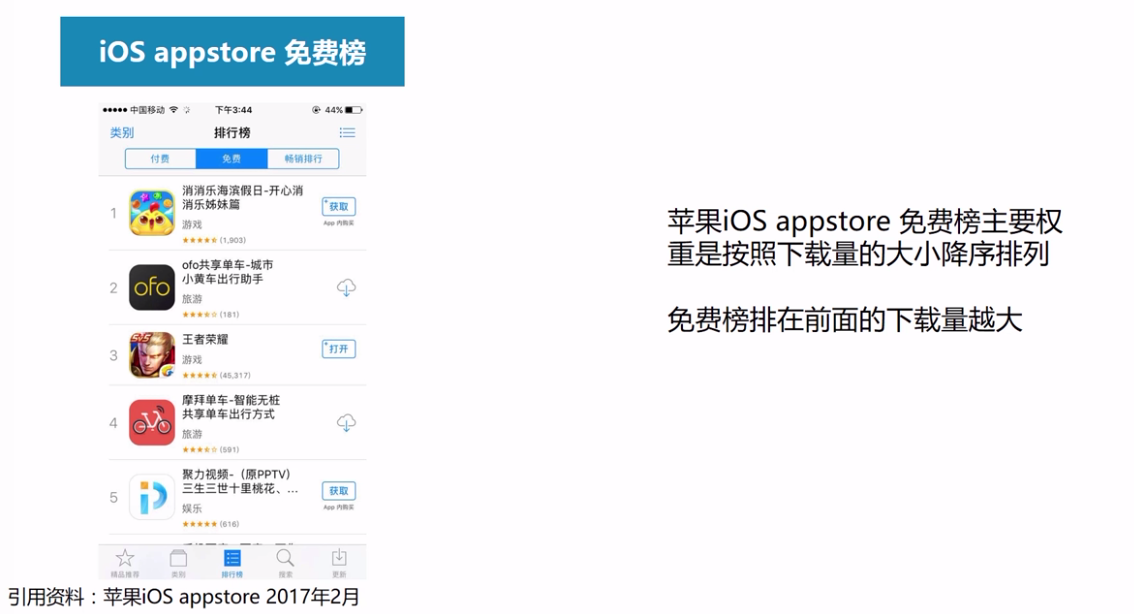 iOS appstore 免费榜
中国移动 下午3:44 44%
类别 排行榜
付费 免费 畅销排行
1
消消乐海滨假日-开心消
消乐姊妹篇
游戏
(1,903)
获取
App 内购买
2
ofo
ofo共享单车-城市
小黄车出行助手
旅游
(181)
3
5v5
王者荣耀
游戏
(45,317)
打开
4
摩拜单车-智能无桩
共享单车出行方式
旅游
(591)
5
聚力视频-（原PPTV）
三生三世十里桃花、...
娱乐
(616)
获取
App 内购买
精品推荐 类别 排行榜 搜索 更新
苹果iOS appstore 免费榜主要权
重是按照下载量的大小降序排列
免费榜排在前面的下载量越大
引用资料：苹果iOS appstore 2017年2月